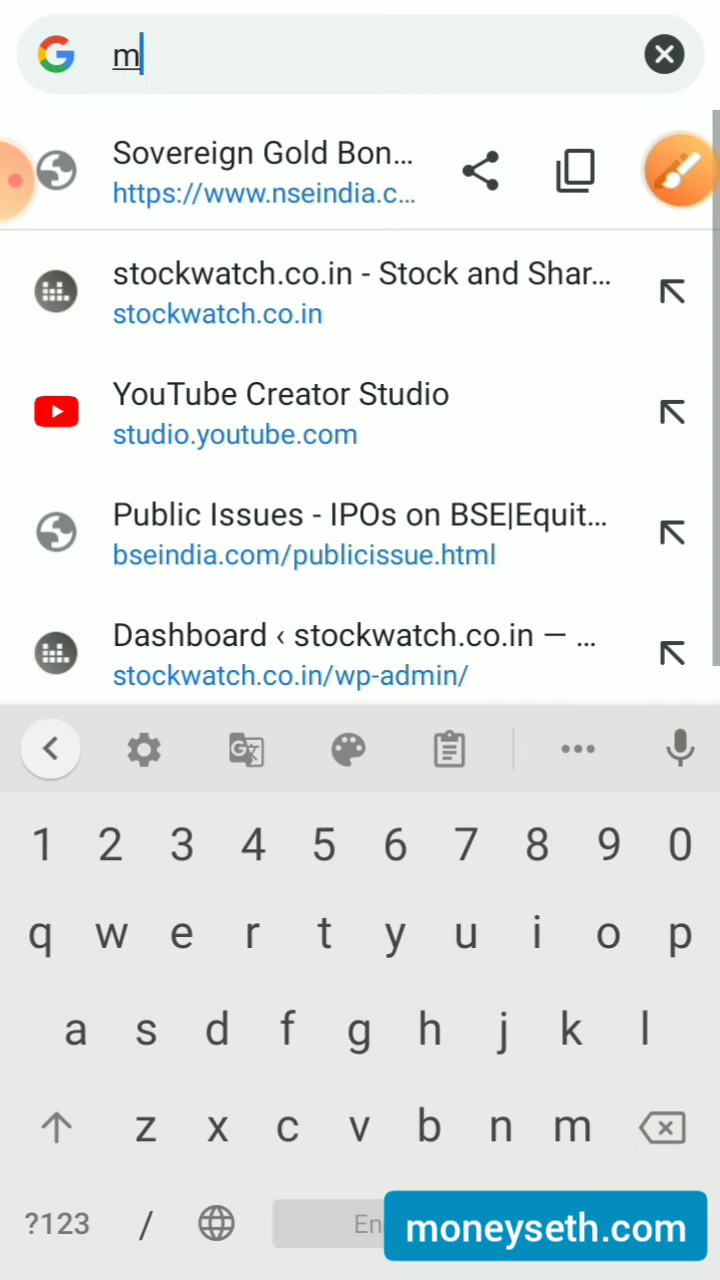 m
Sovereign Gold Bon...
https://www.nseindia.c...
stockwatch.co.in - Stock and Shar...
stockwatch.co.in
YouTube Creator Studio
studio.youtube.com
Public Issues - IPOs on BSE|Equit...
bseindia.com/publicissue.html
Dashboard ‹ stockwatch.co.in — ...
stockwatch.co.in/wp-admin/
1 2 3 4 5 6 7 8 9 0
q w e r t y u i o p
a s d f g h j k l
z x c v b n m
?123 / En
moneyseth.com